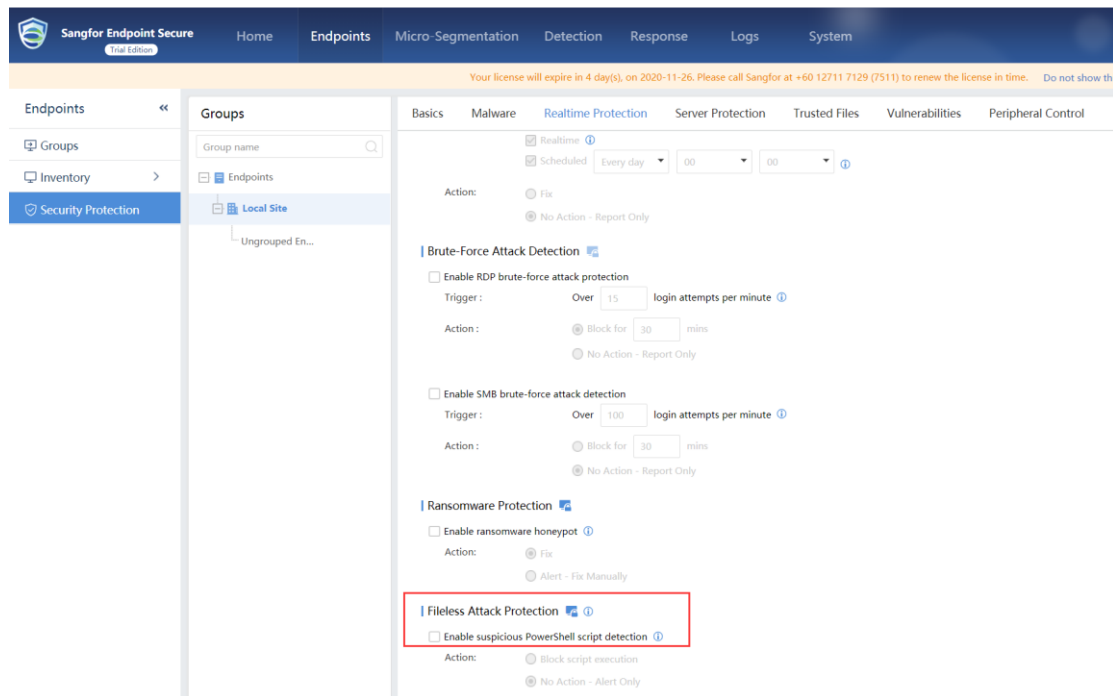 Sangfor Endpoint Secure
Trial Edition
Home Endpoints Micro-Segmentation Detection Response Logs System
Your license will expire in 4 day(s), on 2020-11-26. Please call Sangfor at +60 12711 7129 (7511) to renew the license in time. Do not show th
Endpoints «
Groups
Inventory >
Security Protection
Groups
Group name
Endpoints
Local Site
Ungrouped En...
Basics Malware Realtime Protection Server Protection Trusted Files Vulnerabilities Peripheral Control
Realtime
Scheduled Every day 00 00
Action: Fix
No Action - Report Only
Brute-Force Attack Detection
Enable RDP brute-force attack protection
Trigger : Over 15 login attempts per minute
Action : Block for 30 mins
No Action - Report Only
Enable SMB brute-force attack detection
Trigger : Over 100 login attempts per minute
Action : Block for 30 mins
No Action - Report Only
Ransomware Protection
Enable ransomware honeypot
Action: Fix
Alert - Fix Manually
Fileless Attack Protection
Enable suspicious PowerShell script detection
Action: Block script execution
No Action - Alert Only